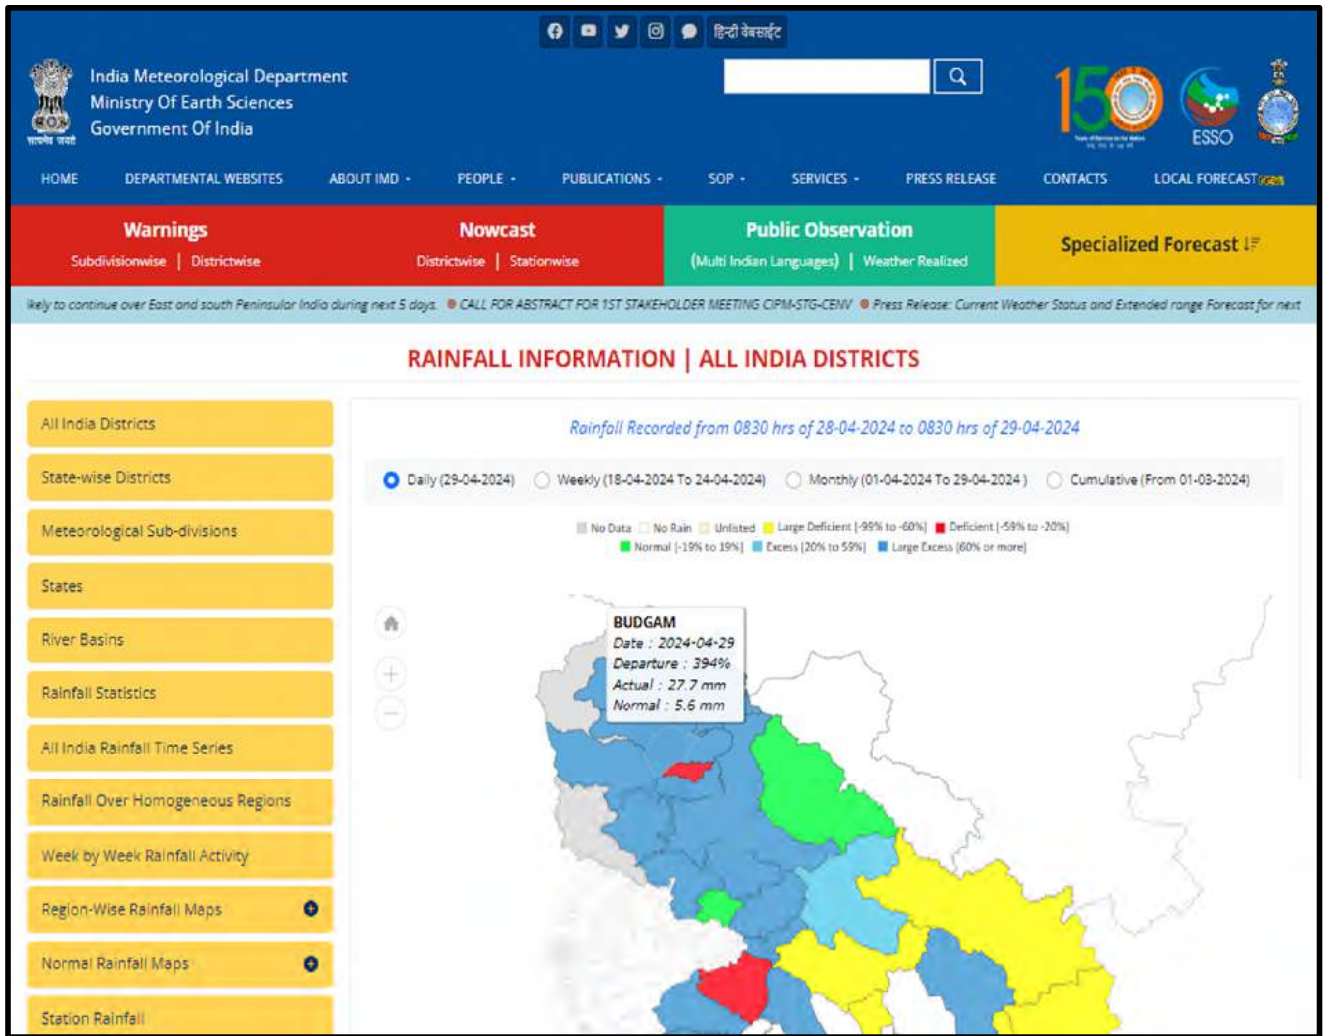 हिन्दी वेबसाईट
India Meteorological Department
Ministry Of Earth Sciences
Government Of India
सत्यमेव जयते
150
ESSO
HOME DEPARTMENTAL WEBSITES ABOUT IMD PEOPLE PUBLICATIONS SOP SERVICES PRESS RELEASE CONTACTS LOCAL FORECAST
Warnings
Subdivisionwise | Districtwise
Nowcast
Districtwise | Stationwise
Public Observation
(Multi Indian Languages) | Weather Realized
Specialized Forecast
ikely to continue over East and south Peninsular India during next 5 days. CALL FOR ABSTRACT FOR 1ST STAKEHOLDER MEETING CIPM-STG-CENV Press Release: Current Weather Status and Extended range Forecast for next
RAINFALL INFORMATION | ALL INDIA DISTRICTS
All India Districts
State-wise Districts
Meteorological Sub-divisions
States
River Basins
Rainfall Statistics
All India Rainfall Time Series
Rainfall Over Homogeneous Regions
Week by Week Rainfall Activity
Region-Wise Rainfall Maps
Normal Rainfall Maps
Station Rainfall
Rainfall Recorded from 0830 hrs of 28-04-2024 to 0830 hrs of 29-04-2024
Daily (29-04-2024) Weekly (18-04-2024 To 24-04-2024) Monthly (01-04-2024 To 29-04-2024 ) Cumulative (From 01-03-2024)
No Data No Rain Unlisted Large Deficient [-99% to -60%] Deficient [-59% to -20%]
Normal [-19% to 19%] Excess [20% to 59%] Large Excess [60% or more]
BUDGAM
Date : 2024-04-29
Departure : 394%
Actual : 27.7 mm
Normal : 5.6 mm